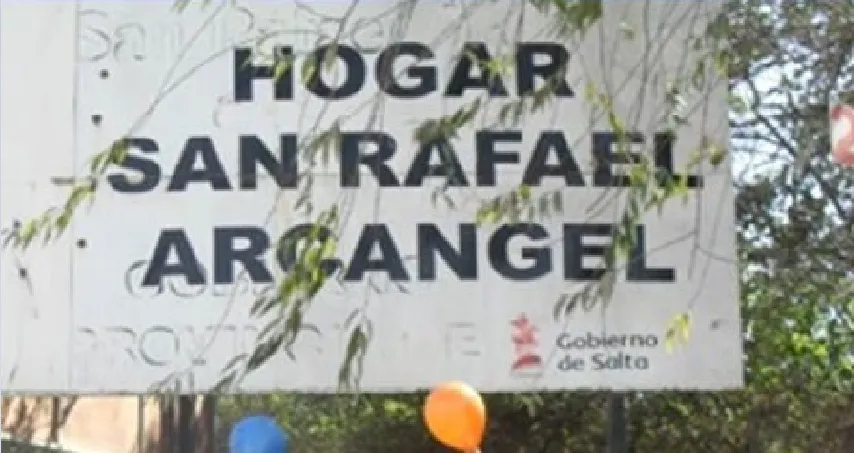 HOGAR
SAN RAFAEL
ARCANGEL
Gobierno
de Salta